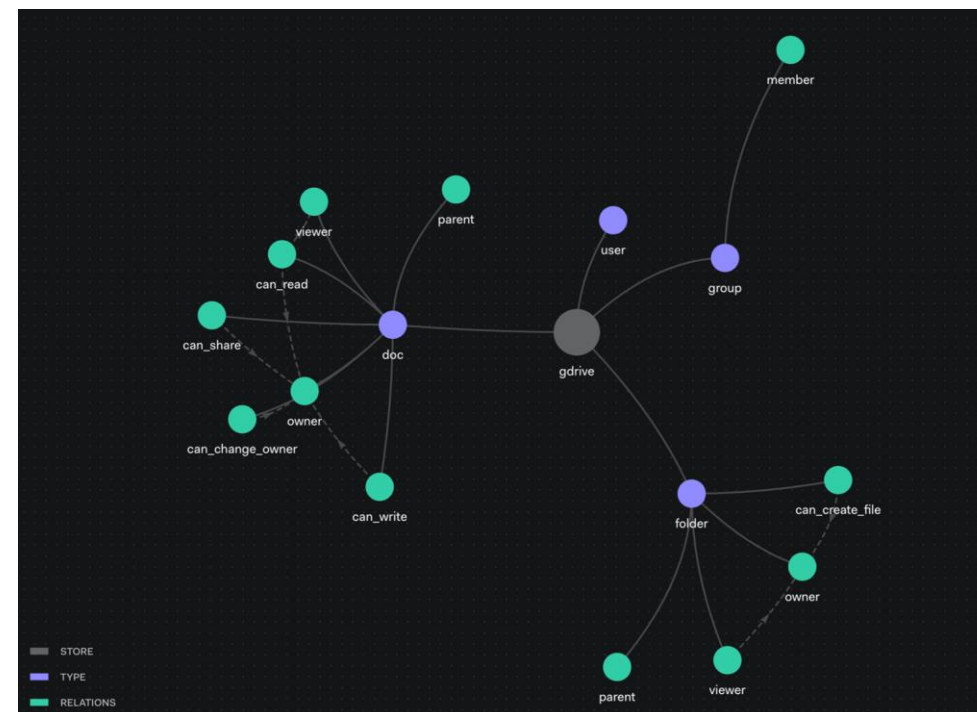 member
viewer
parent
user
can_read
group
can_share
doc
gdrive
owner
can_change_owner
can_write
folder
can_create_file
owner
parent
viewer
STORE
TYPE
RELATIONS